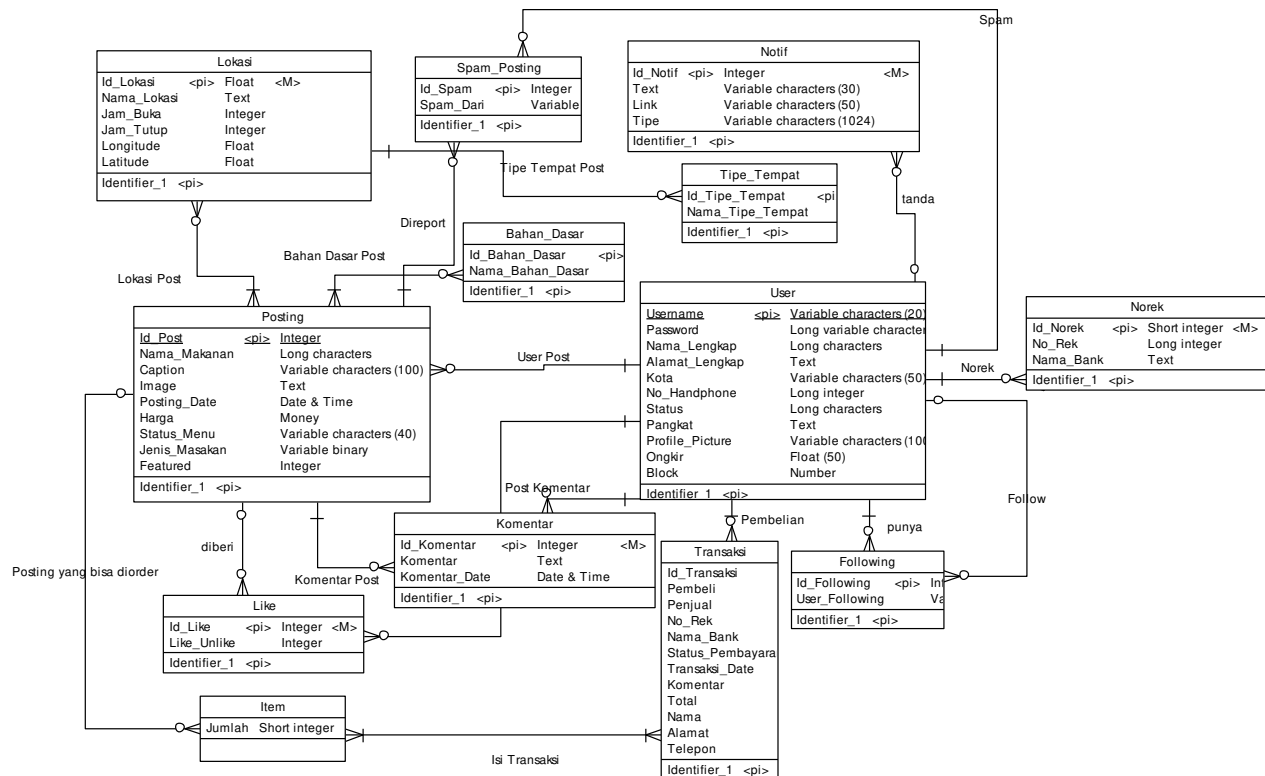 Spam
Lokasi
Id_Lokasi <pi> Float <M>
Nama_Lokasi Text
Jam_Buka Integer
Jam_Tutup Integer
Longitude Float
Latitude Float
Identifier_1 <pi>
Spam_Posting
Id_Spam <pi> Integer
Spam_Dari Variable
Identifier_1 <pi>
Notif
Id_Notif <pi> Integer <M>
Text Variable characters (30)
Link Variable characters (50)
Tipe Variable characters (1024)
Identifier_1 <pi>
Tipe Tempat Post
Tipe_Tempat
Id_Tipe_Tempat <pi
Nama_Tipe_Tempat
Identifier_1 <pi>
tanda
Direport
Bahan_Dasar
Id_Bahan_Dasar <pi>
Nama_Bahan_Dasar
Identifier_1 <pi>
Bahan Dasar Post
Lokasi Post
Posting
Id_Post <pi> Integer
Nama_Makanan Long characters
Caption Variable characters (100)
Image Text
Posting_Date Date & Time
Harga Money
Status_Menu Variable characters (40)
Jenis_Masakan Variable binary
Featured Integer
Identifier_1 <pi>
User Post
User
Username <pi> Variable characters (20)
Password Long variable character
Nama_Lengkap Long characters
Alamat_Lengkap Text
Kota Variable characters (50)
No_Handphone Long integer
Status Long characters
Pangkat Text
Profile_Picture Variable characters (100
Ongkir Float (50)
Block Number
Identifier_1 <pi>
Norek
Norek
Id_Norek <pi> Short integer <M>
No_Rek Long integer
Nama_Bank Text
Identifier_1 <pi>
Follow
Post Komentar
Pembelian
punya
diberi
Posting yang bisa diorder
Komentar Post
Komentar
Id_Komentar <pi> Integer <M>
Komentar Text
Komentar_Date Date & Time
Identifier_1 <pi>
Transaksi
Id_Transaksi
Pembeli
Penjual
No_Rek
Nama_Bank
Status_Pembayara
Transaksi_Date
Komentar
Total
Nama
Alamat
Telepon
Identifier_1 <pi>
Following
Id_Following <pi> Int
User_Following Va
Identifier_1 <pi>
Like
Id_Like <pi> Integer <M>
Like_Unlike Integer
Identifier_1 <pi>
Item
Jumlah Short integer
Isi Transaksi